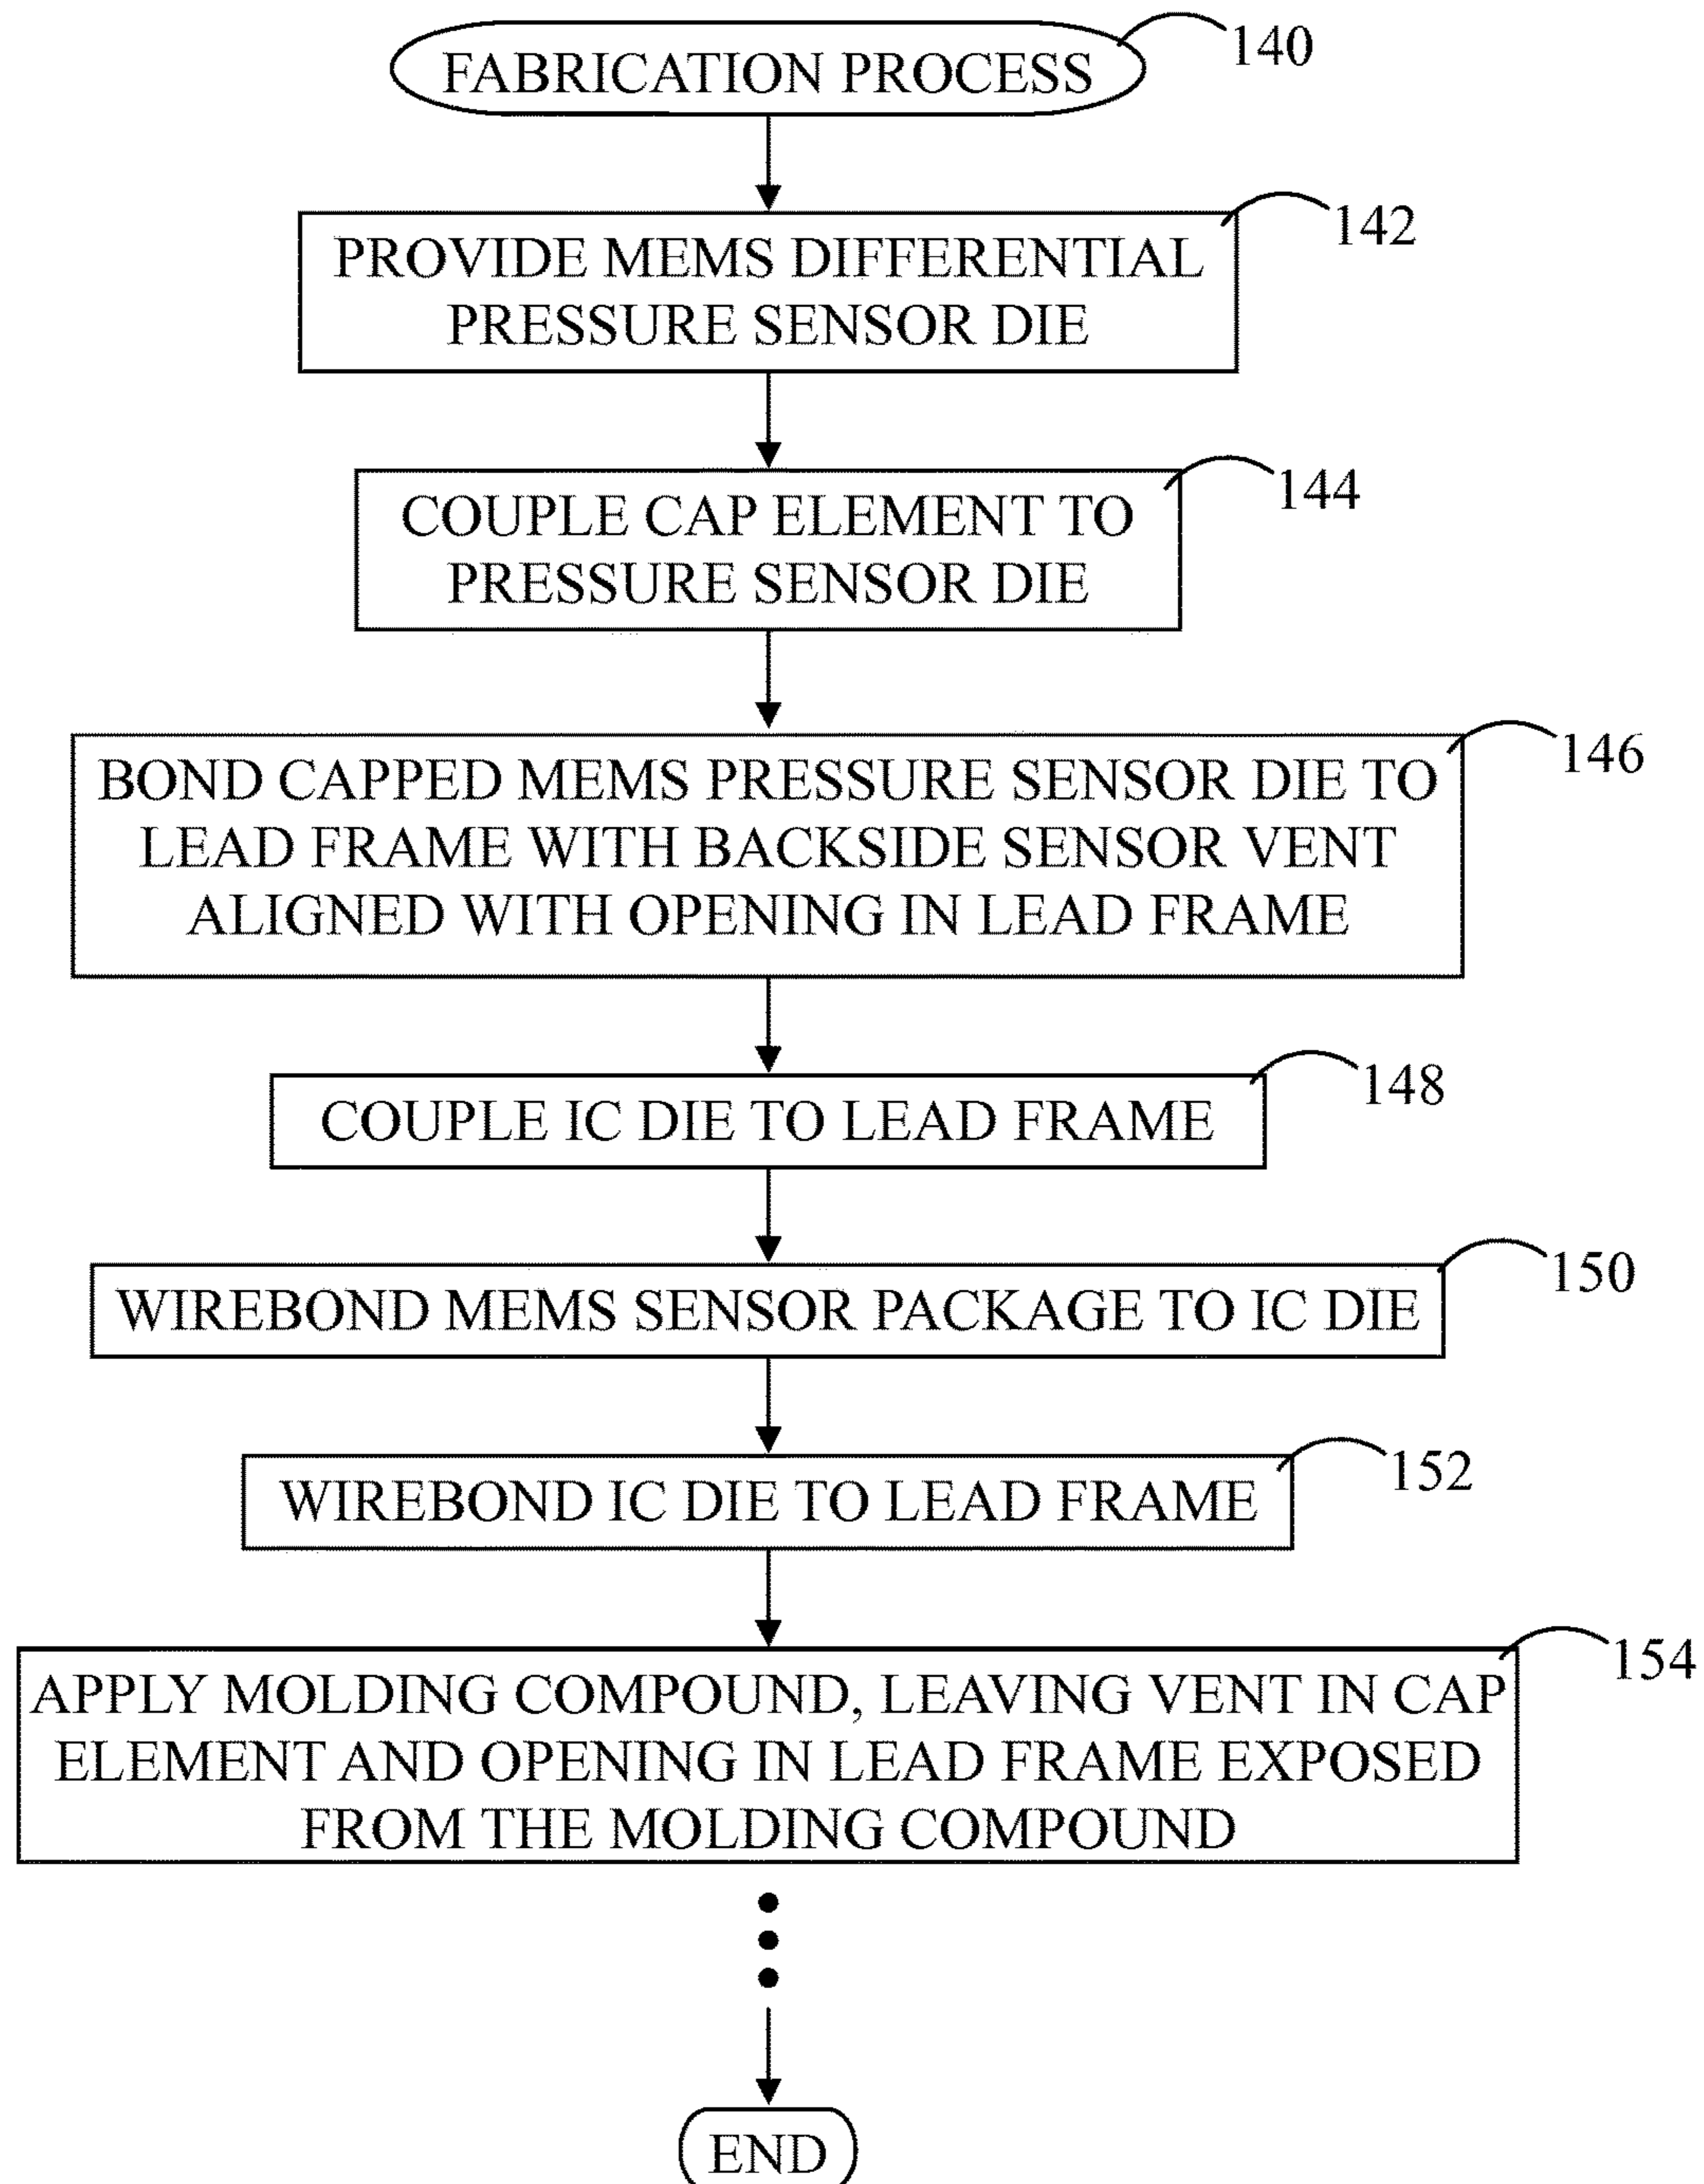 FABRICATION PROCESS
140
PROVIDE MEMS DIFFERENTIAL
PRESSURE SENSOR DIE
142
COUPLE CAP ELEMENT TO
PRESSURE SENSOR DIE
144
BOND CAPPED MEMS PRESSURE SENSOR DIE TO
LEAD FRAME WITH BACKSIDE SENSOR VENT
ALIGNED WITH OPENING IN LEAD FRAME
146
COUPLE IC DIE TO LEAD FRAME
148
WIREBOND MEMS SENSOR PACKAGE TO IC DIE
150
WIREBOND IC DIE TO LEAD FRAME
152
APPLY MOLDING COMPOUND, LEAVING VENT IN CAP
ELEMENT AND OPENING IN LEAD FRAME EXPOSED
FROM THE MOLDING COMPOUND
154
END